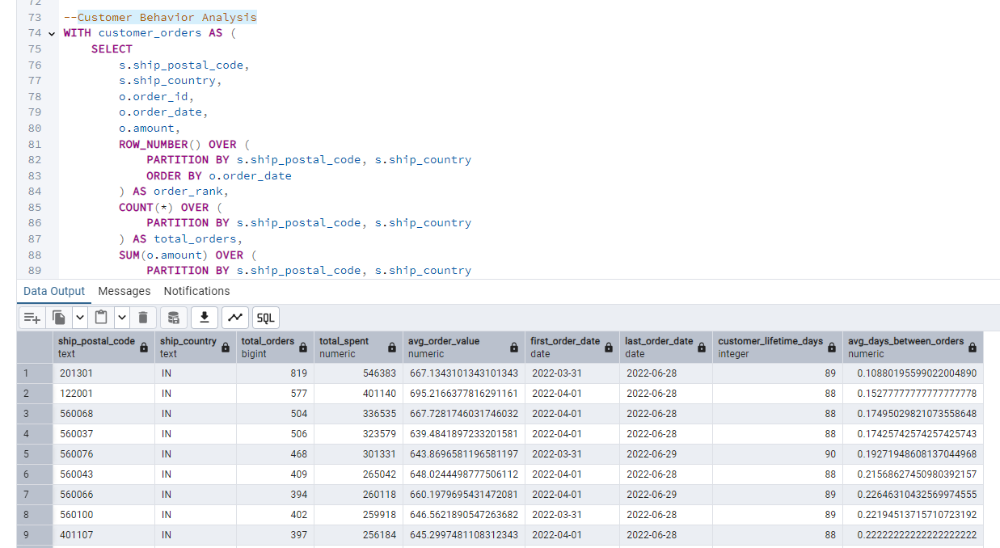 72
73 --Customer Behavior Analysis
74 WITH customer_orders AS (
75 SELECT
76 s.ship_postal_code,
77 s.ship_country,
78 o.order_id,
79 o.order_date,
80 o.amount,
81 ROW_NUMBER() OVER (
82 PARTITION BY s.ship_postal_code, s.ship_country
83 ORDER BY o.order_date
84 ) AS order_rank,
85 COUNT(*) OVER (
86 PARTITION BY s.ship_postal_code, s.ship_country
87 ) AS total_orders,
88 SUM(o.amount) OVER (
89 PARTITION BY s.ship_postal_code, s.ship_country
Data Output Messages Notifications
SQL
ship_postal_code ship_country total_orders total_spent avg_order_value first_order_date last_order_date customer_lifetime_days avg_days_between_orders
text text bigint numeric numeric date date integer numeric
1 201301 IN 819 546383 667.1343101343101343 2022-03-31 2022-06-28 89 0.10880195599022004890
2 122001 IN 577 401140 695.2166377816291161 2022-04-01 2022-06-28 88 0.15277777777777777778
3 560068 IN 504 336535 667.7281746031746032 2022-04-01 2022-06-28 88 0.17495029821073558648
4 560037 IN 506 323579 639.4841897233201581 2022-04-01 2022-06-28 88 0.17425742574257425743
5 560076 IN 468 301331 643.8696581196581197 2022-03-31 2022-06-29 90 0.19271948608137044968
6 560043 IN 409 265042 648.0244498777506112 2022-04-01 2022-06-28 88 0.21568627450980392157
7 560066 IN 394 260118 660.1979695431472081 2022-04-01 2022-06-29 89 0.22646310432569974555
8 560100 IN 402 259918 646.5621890547263682 2022-03-31 2022-06-28 89 0.22194513715710723192
9 401107 IN 397 256184 645.2997481108312343 2022-04-01 2022-06-28 88 0.22222222222222222222